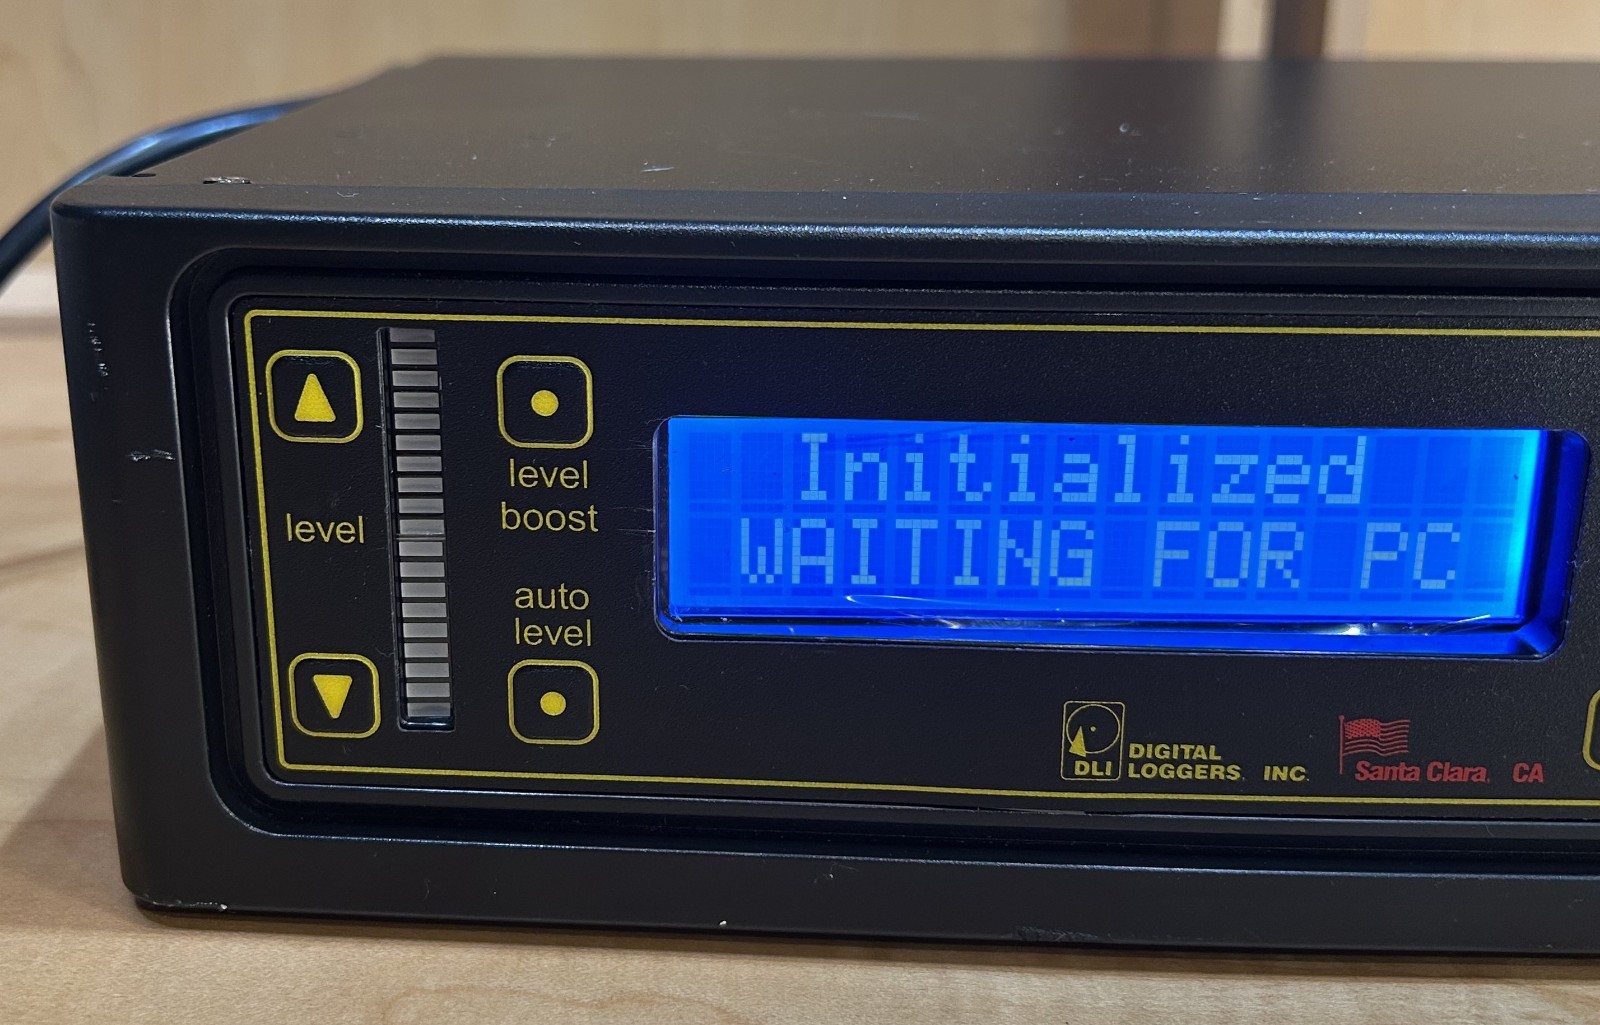 level
level
boost
auto
level
Initialized
WAITING FOR PC
DLI
DIGITAL
LOGGERS, INC.
Santa Clara, CA